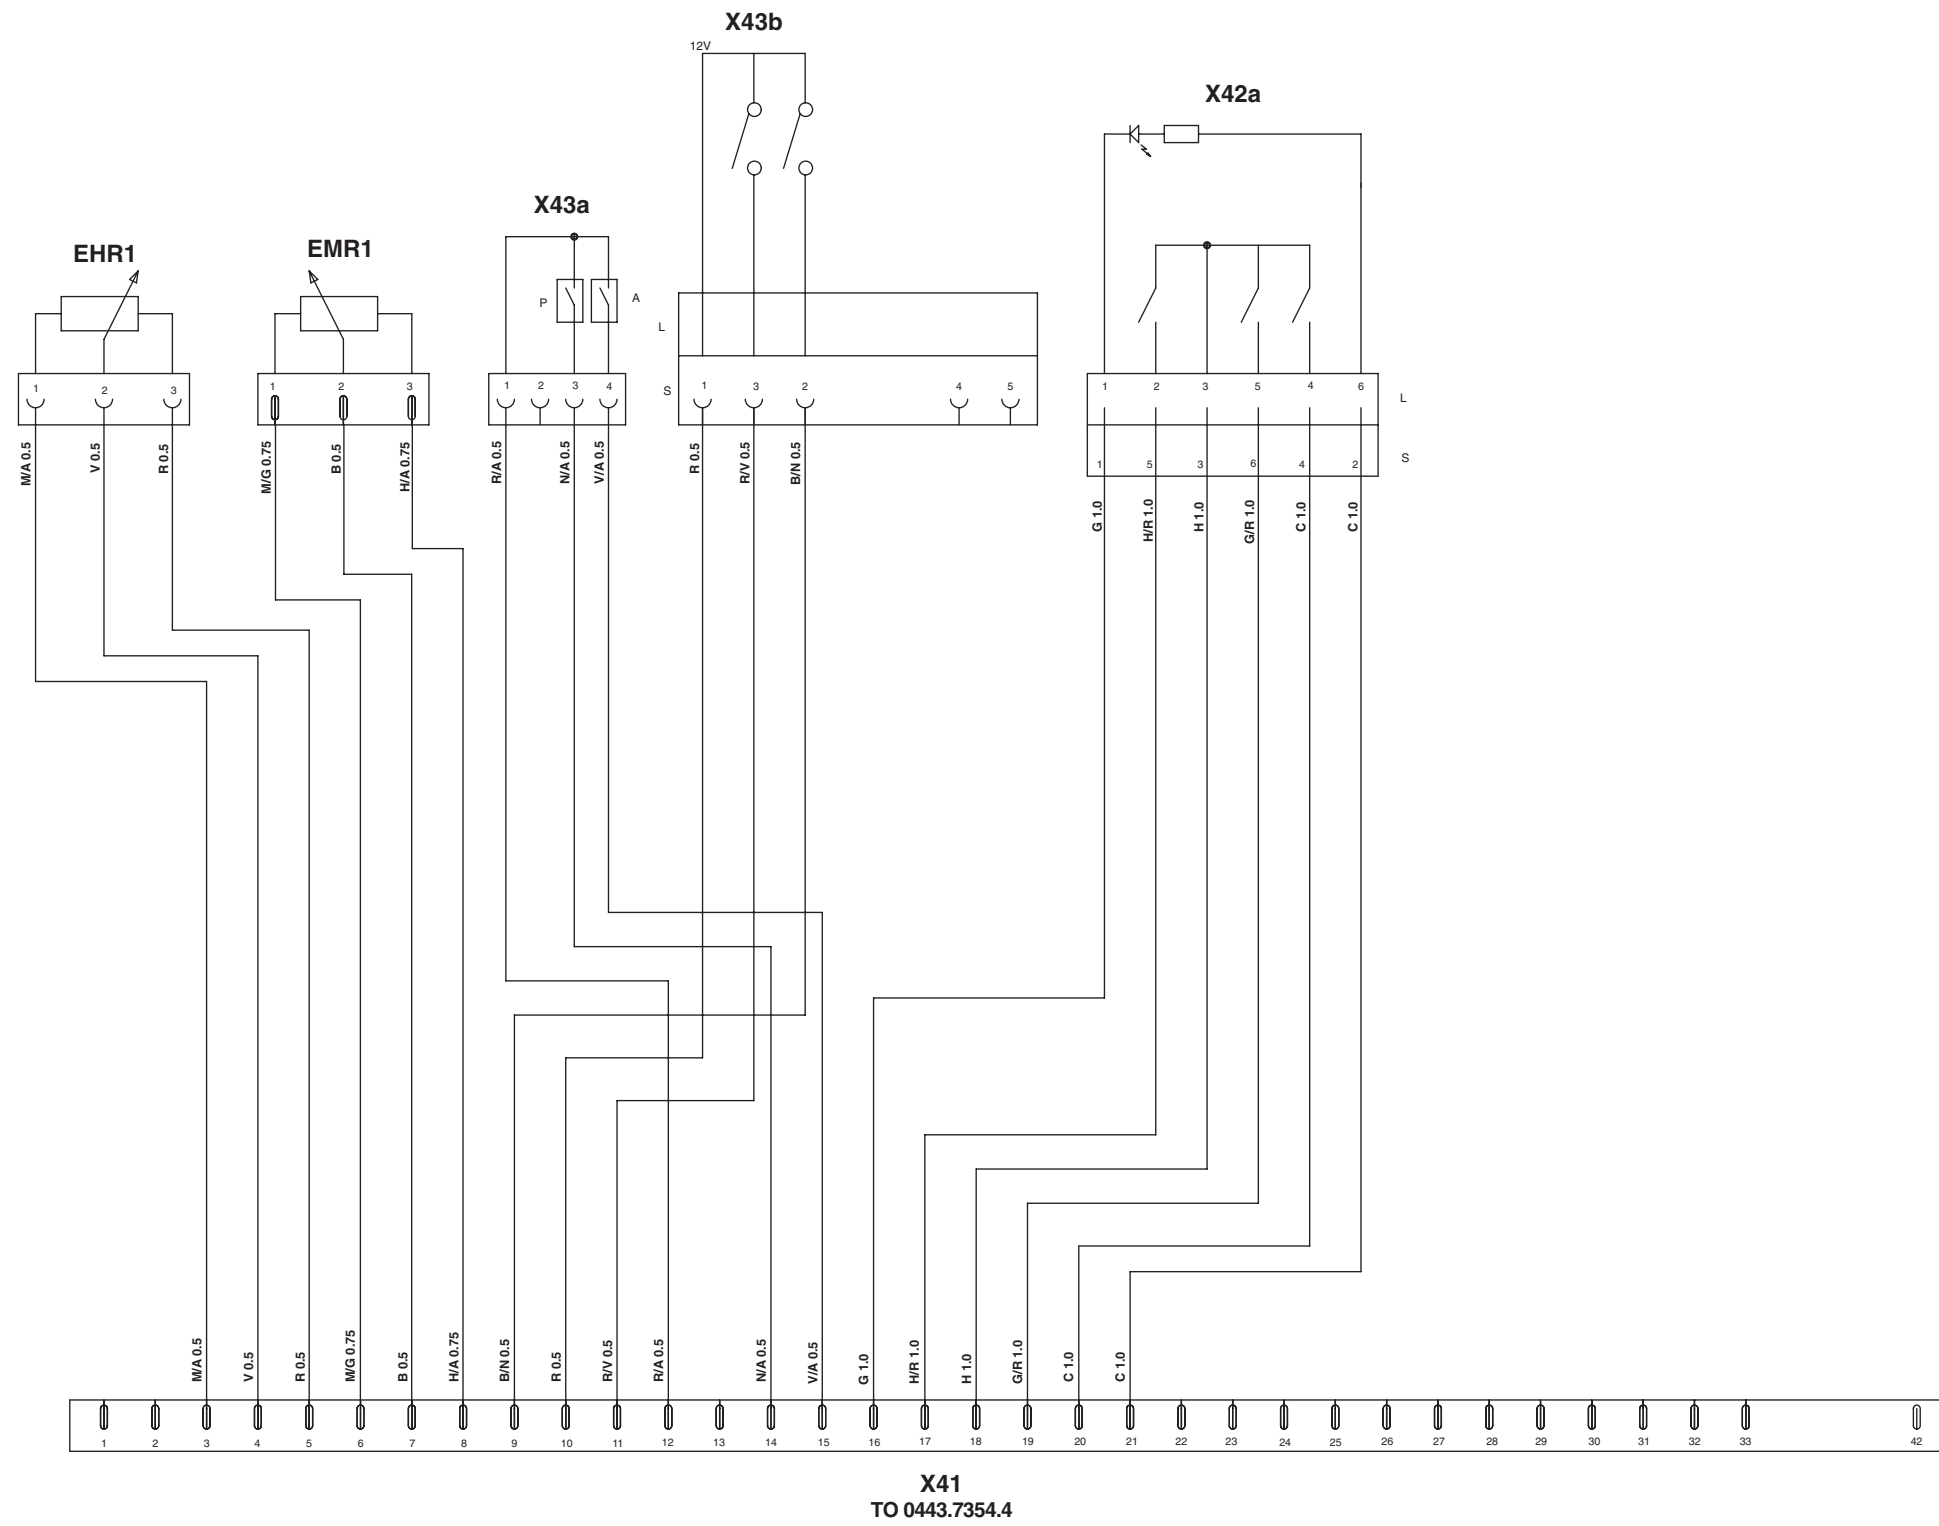 X43b
12V
X42a
X43a
EHR1
EMR1
P
A
L
S
1 2 3
1 2 3
1 2 3 4
1 3 2 4 5
1 2 3 5 4 6
L
1 5 3 6 4 2
S
M/A 0.5
V 0.5
R 0.5
M/G 0.75
B 0.5
H/A 0.75
R/A 0.5
N/A 0.5
V/A 0.5
R 0.5
R/V 0.5
B/N 0.5
G 1.0
H/R 1.0
H 1.0
G/R 1.0
C 1.0
C 1.0
M/A 0.5
V 0.5
R 0.5
M/G 0.75
B 0.5
H/A 0.75
B/N 0.5
R 0.5
R/V 0.5
R/A 0.5
N/A 0.5
V/A 0.5
G 1.0
H/R 1.0
H 1.0
G/R 1.0
C 1.0
C 1.0
1 2 3 4 5 6 7 8 9 10 11 12 13 14 15 16 17 18 19 20 21 22 23 24 25 26 27 28 29 30 31 32 33 42
X41
TO 0443.7354.4